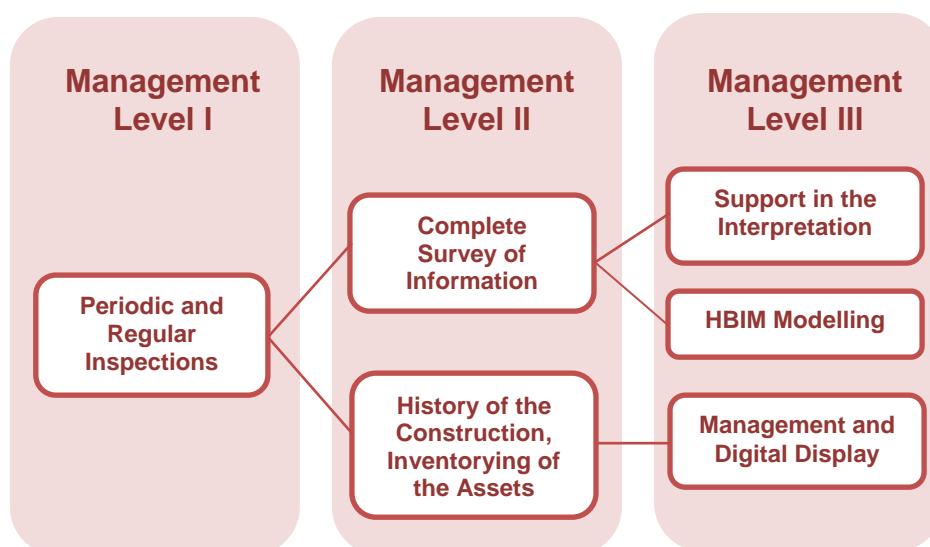 Management
Level I
Periodic and
Regular
Inspections
Management
Level II
Complete
Survey of
Information
History of the
Construction,
Inventorying of
the Assets
Management
Level III
Support in the
Interpretation
HBIM Modelling
Management and
Digital Display